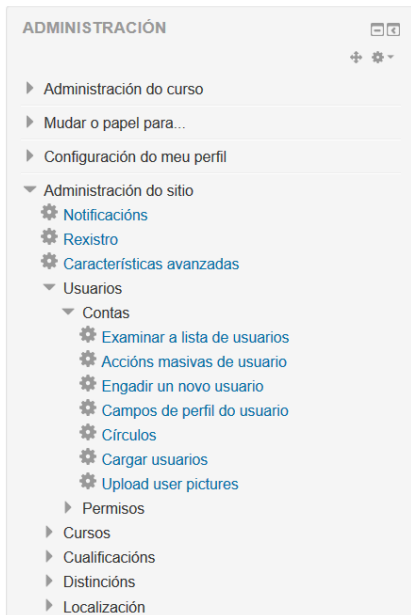 ADMINISTRACIÓN
Administración do curso
Mudar o papel para...
Configuración do meu perfil
Administración do sitio
Notificacións
Rexistro
Características avanzadas
Usuarios
Contas
Examinar a lista de usuarios
Accións masivas de usuario
Engadir un novo usuario
Campos de perfil do usuario
Círculos
Cargar usuarios
Upload user pictures
Permisos
Cursos
Cualificacións
Distincións
Localización